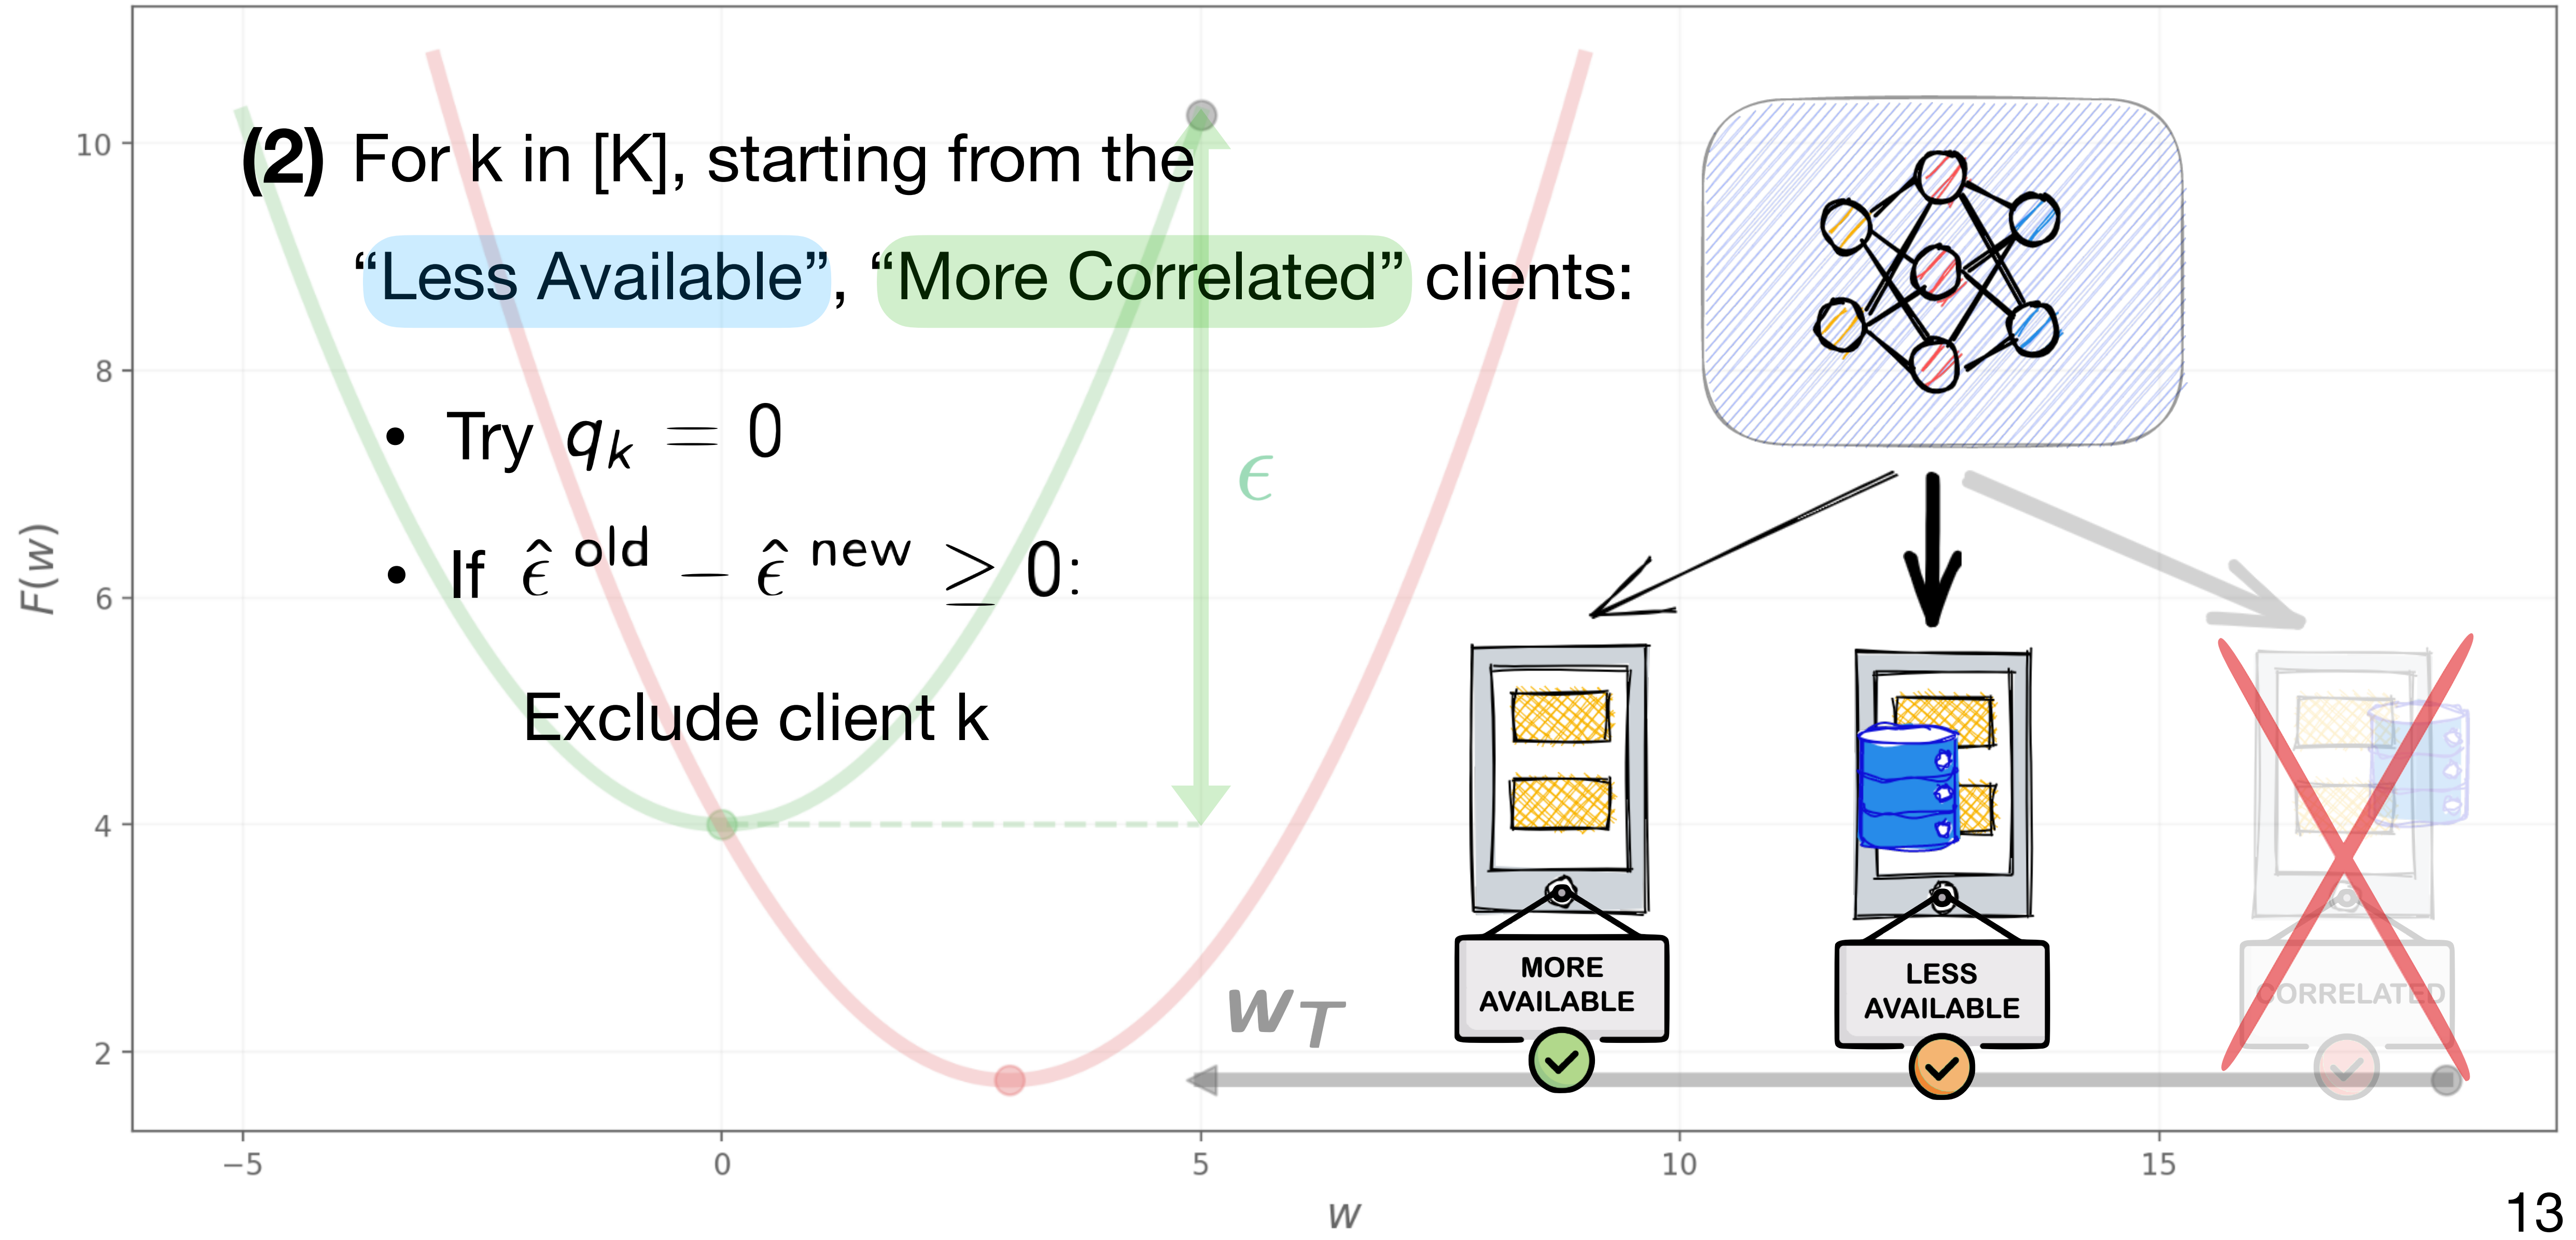 (2) For k in [K], starting from the
“Less Available”, “More Correlated” clients:
• Try qₖ = 0
• If ε̂ old − ε̂ new ≥ 0:
Exclude client k
ϵ
w_T
MORE
AVAILABLE
LESS
AVAILABLE
CORRELATED
F(w)
10
8
6
4
2
−5 0 5 10 15
w
13